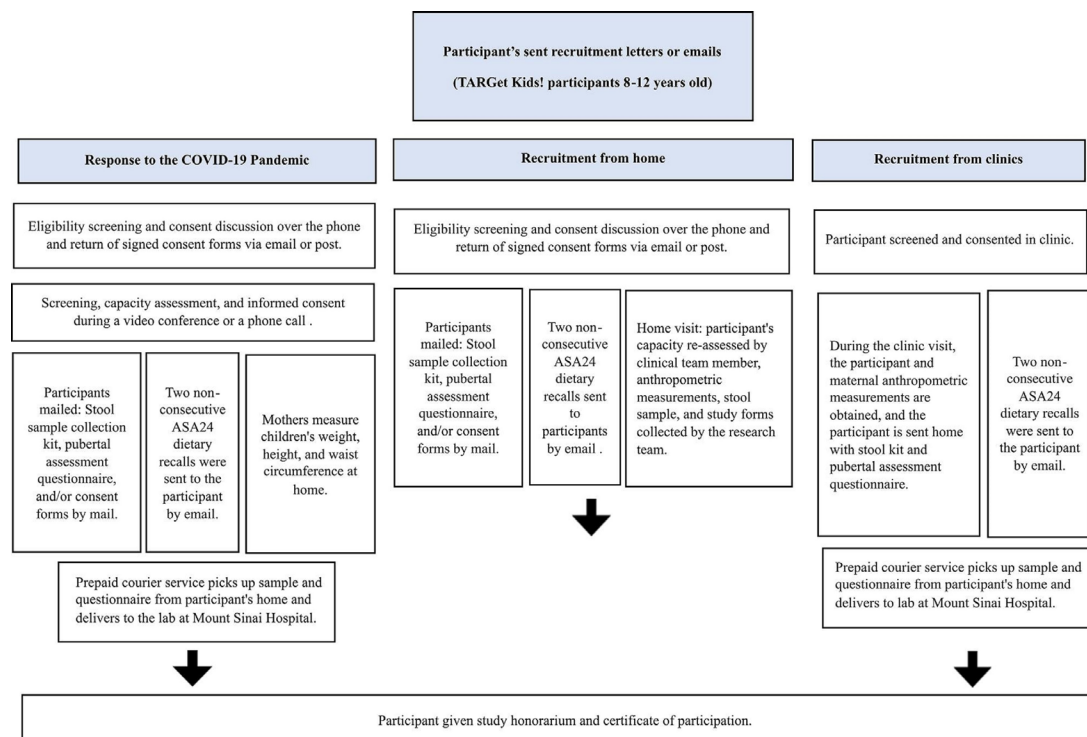 Participant’s sent recruitment letters or emails
(TARGet Kids! participants 8-12 years old)
Response to the COVID-19 Pandemic
Recruitment from home
Recruitment from clinics
Eligibility screening and consent discussion over the phone
and return of signed consent forms via email or post.
Eligibility screening and consent discussion over the phone and
return of signed consent forms via email or post.
Participant screened and consented in clinic.
Screening, capacity assessment, and informed consent
during a video conference or a phone call .
Participants
mailed: Stool
sample collection
kit, pubertal
assessment
questionnaire,
and/or consent
forms by mail.
Two non-
consecutive
ASA24
dietary
recalls were
sent to the
participant
by email.
Mothers measure
children's weight,
height, and waist
circumference at
home.
Participants
mailed: Stool
sample collection
kit, pubertal
assessment
questionnaire,
and/or consent
forms by mail.
Two non-
consecutive
ASA24
dietary
recalls sent
to
participants
by email .
Home visit: participant's
capacity re-assessed by
clinical team member,
anthropometric
measurements, stool
sample, and study forms
collected by the research
team.
During the clinic visit,
the participant and
maternal anthropometric
measurements are
obtained, and the
participant is sent home
with stool kit and
pubertal assessment
questionnaire.
Two non-
consecutive
ASA24 dietary
recalls were sent
to the participant
by email.
Prepaid courier service picks up sample and
questionnaire from participant's home and
delivers to the lab at Mount Sinai Hospital.
Prepaid courier service picks up sample and
questionnaire from participant's home and
delivers to lab at Mount Sinai Hospital.
Participant given study honorarium and certificate of participation.